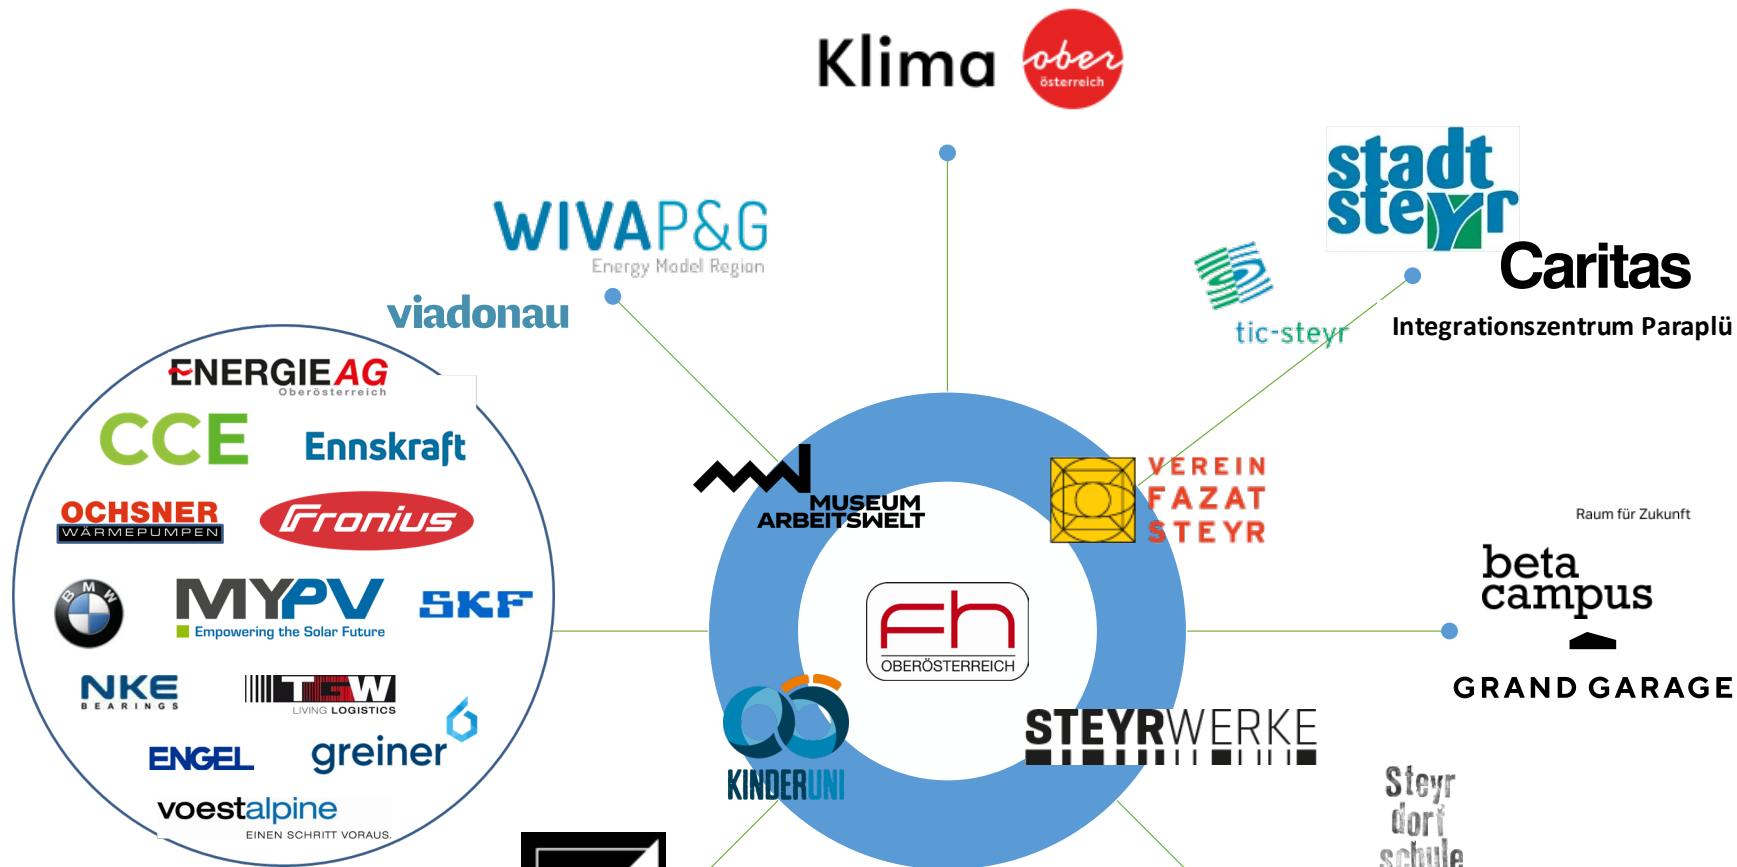 Klima
ober
österreich
stadt
steyr
WIVAP&G
Energy Model Region
viadonau
tic-steyr
Caritas
Integrationszentrum Paraplü
ENERGIEAG
Oberösterreich
CCE
Ennskraft
OCHSNER
WÄRMEPUMPEN
Fronius
BMW
MYPV
Empowering the Solar Future
SKF
NKE
BEARINGS
TGW
LIVING LOGISTICS
ENGEL
greiner
voestalpine
EINEN SCHRITT VORAUS.
MUSEUM
ARBEITSWELT
VEREIN
FAZAT
STEYR
fh
OBERÖSTERREICH
KINDERUNI
STEYRWERKE
Raum für Zukunft
beta
campus
GRAND GARAGE
Steyr
dorf
schule